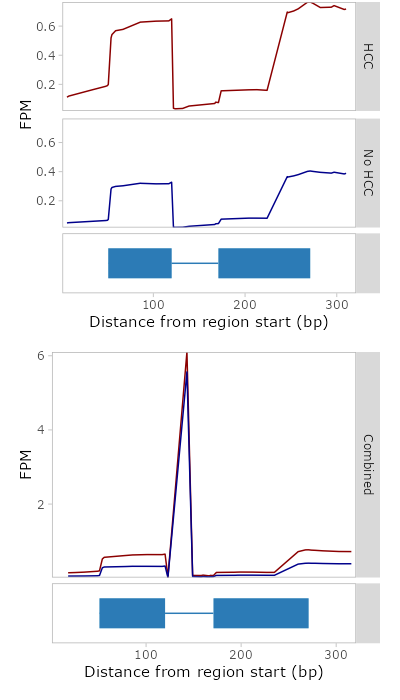 0.6
0.4
0.2
HCC
FPM
0.6
0.4
0.2
No HCC
100 200 300
Distance from region start (bp)
6
4
2
FPM
Combined
100 200 300
Distance from region start (bp)